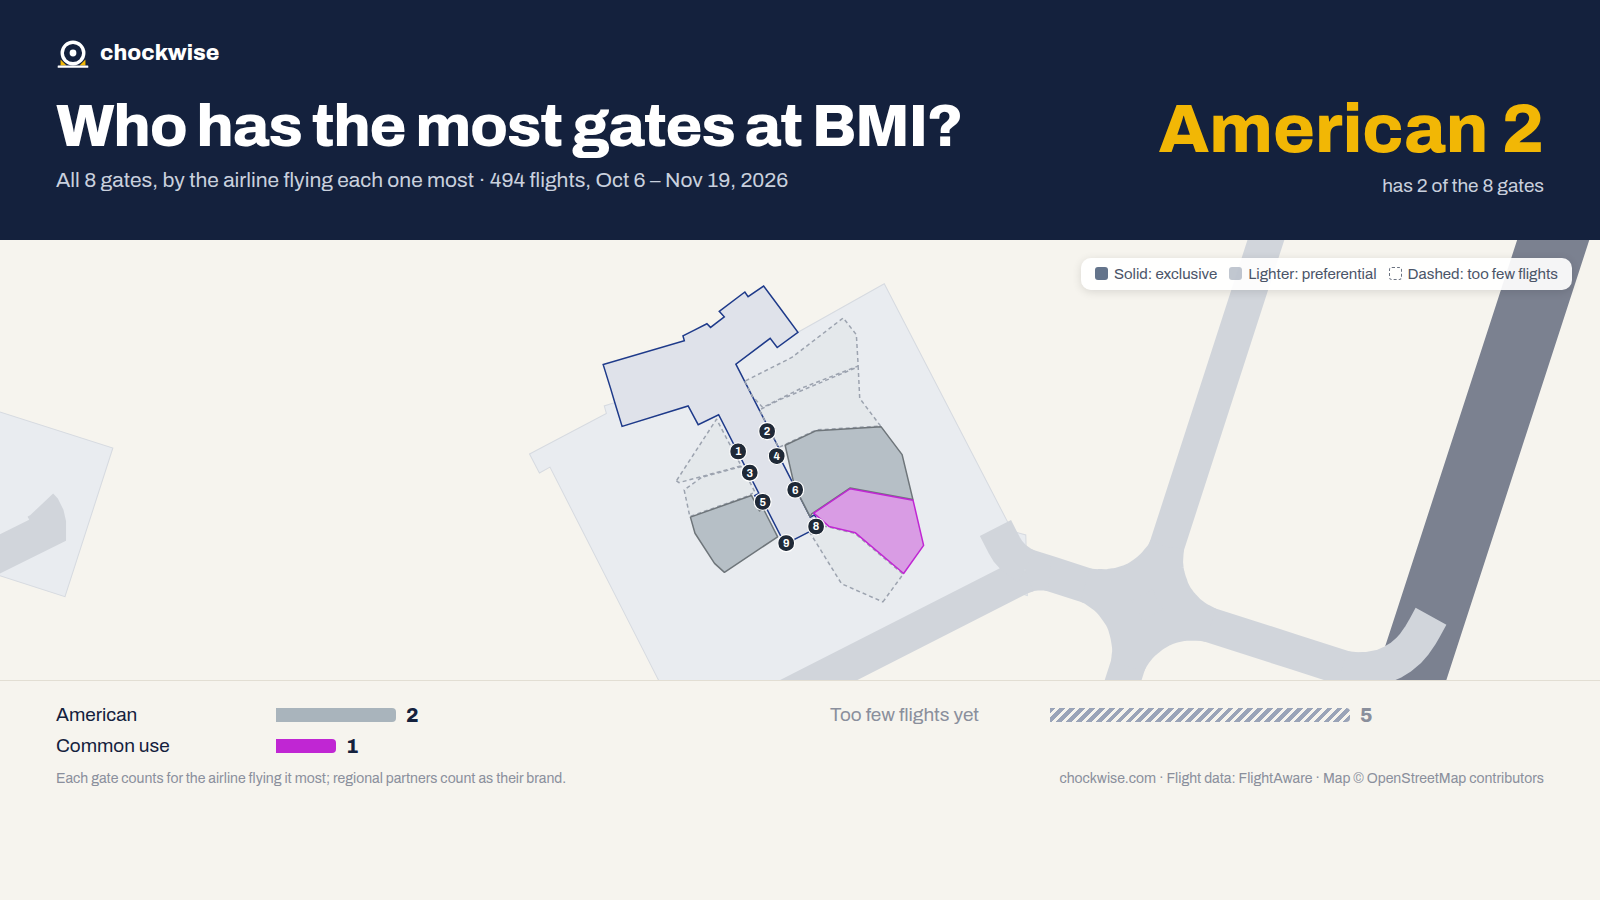 chockwise
Who has the most gates at BMI?
All 8 gates, by the airline flying each one most · 494 flights, Oct 6 – Nov 19, 2026
American 2
has 2 of the 8 gates
Solid: exclusive
Lighter: preferential
Dashed: too few flights
2
1
4
3
6
5
8
9
American 2
Common use 1
Too few flights yet 5
Each gate counts for the airline flying it most; regional partners count as their brand.
chockwise.com · Flight data: FlightAware · Map © OpenStreetMap contributors